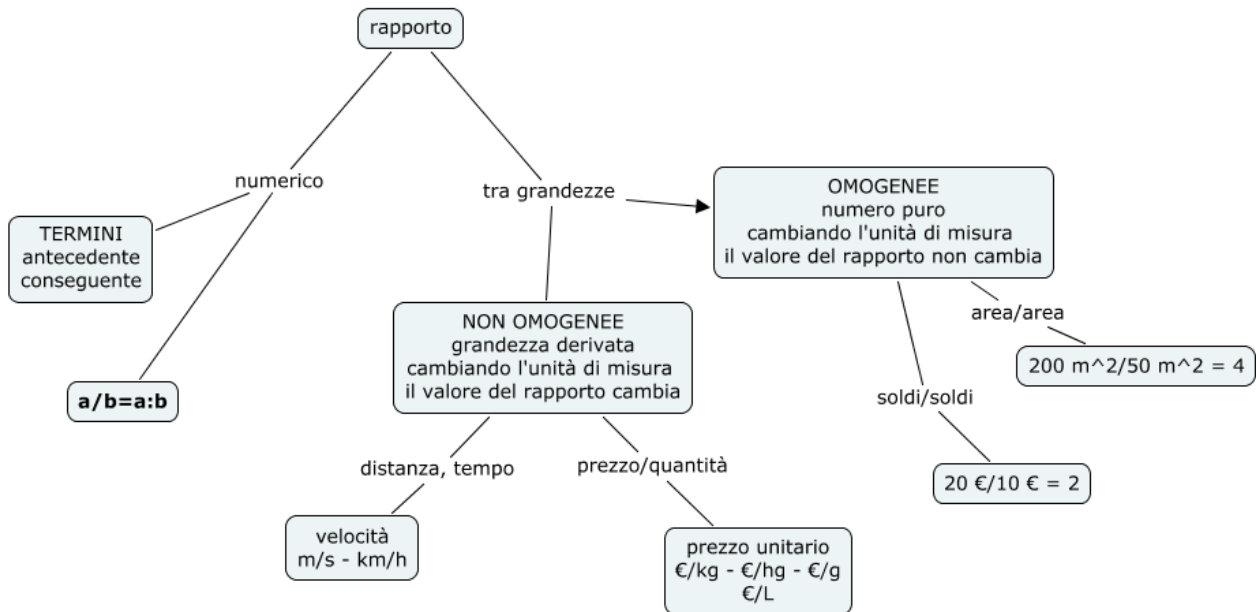 rapporto
numerico
tra grandezze
TERMINI
antecedente
conseguente
a/b=a:b
OMOGENEE
numero puro
cambiando l'unità di misura
il valore del rapporto non cambia
NON OMOGENEE
grandezza derivata
cambiando l'unità di misura
il valore del rapporto cambia
area/area
200 m^2/50 m^2 = 4
soldi/soldi
20 €/10 € = 2
distanza, tempo
prezzo/quantità
velocità
m/s - km/h
prezzo unitario
€/kg - €/hg - €/g
€/L